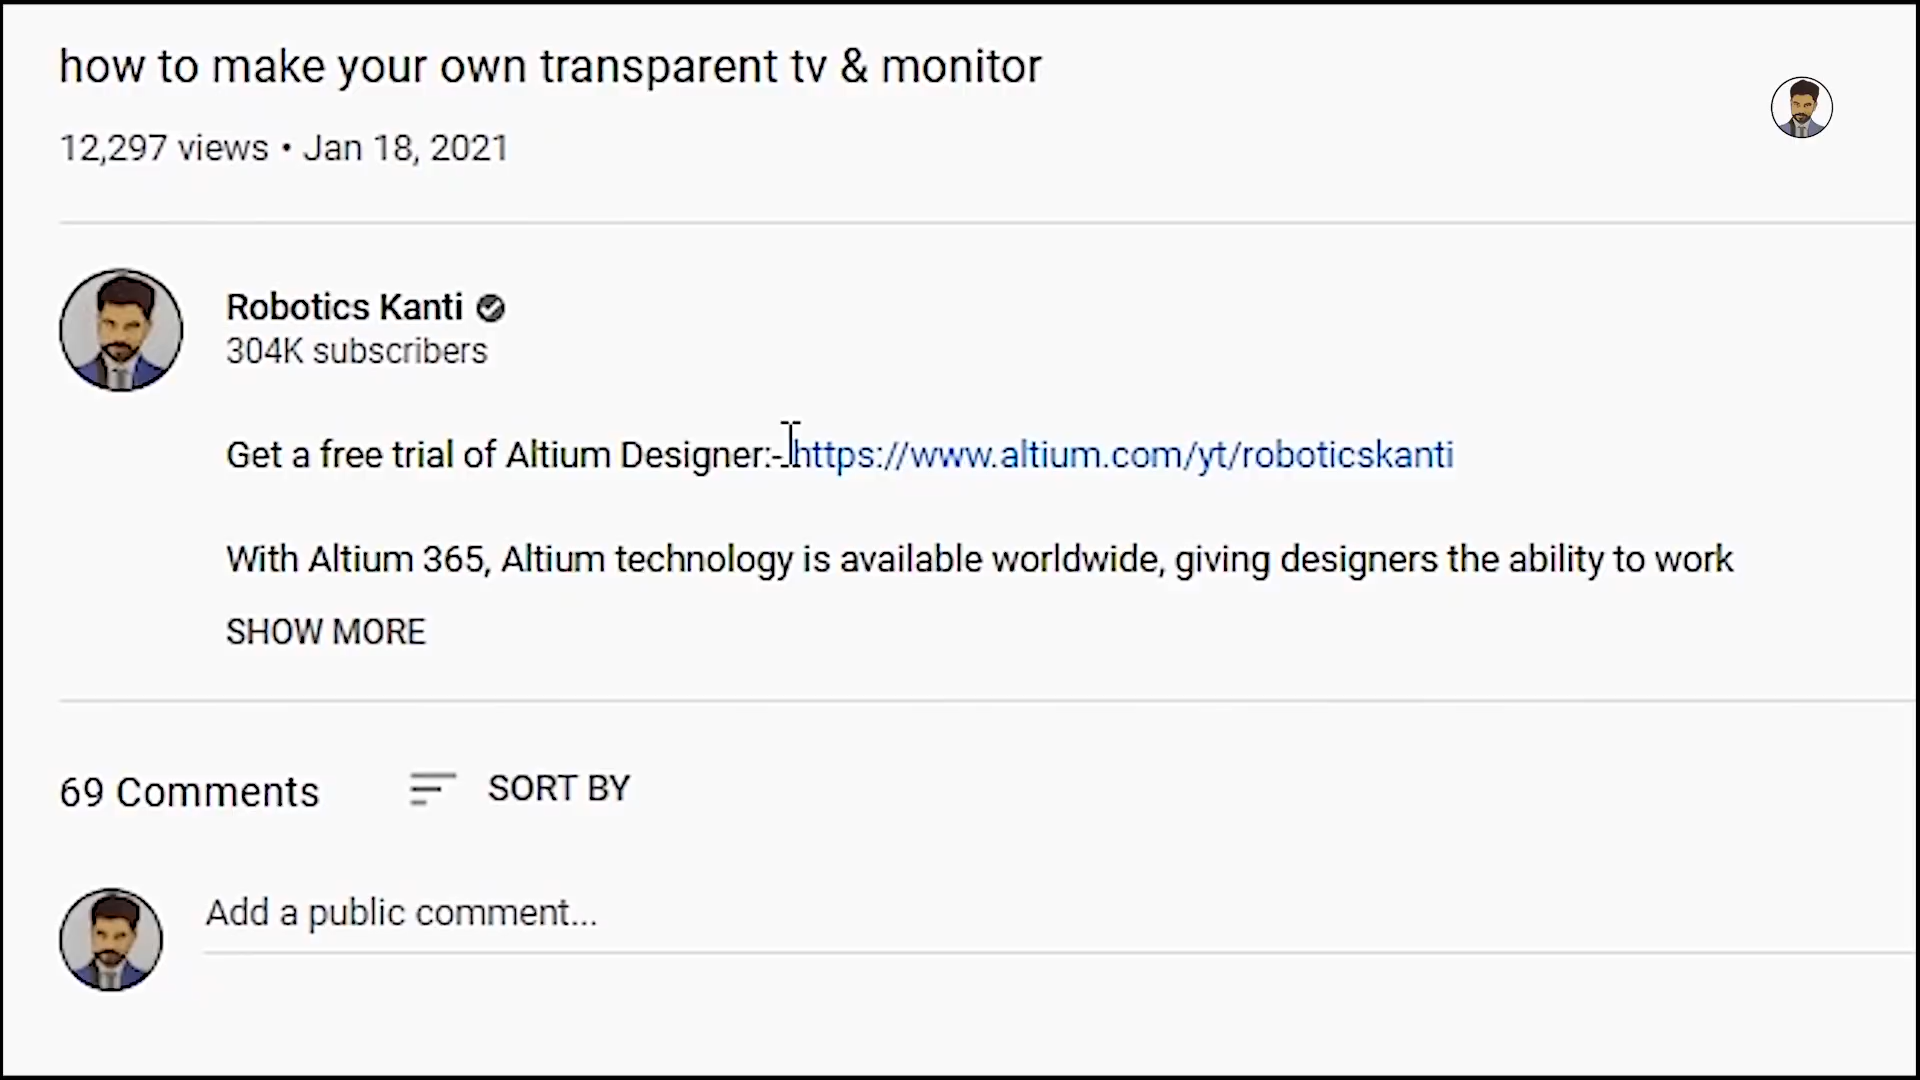 how to make your own transparent tv & monitor
12,297 views • Jan 18, 2021
Robotics Kanti
304K subscribers
Get a free trial of Altium Designer:- https://www.altium.com/yt/roboticskanti
With Altium 365, Altium technology is available worldwide, giving designers the ability to work
SHOW MORE
69 Comments SORT BY
Add a public comment...